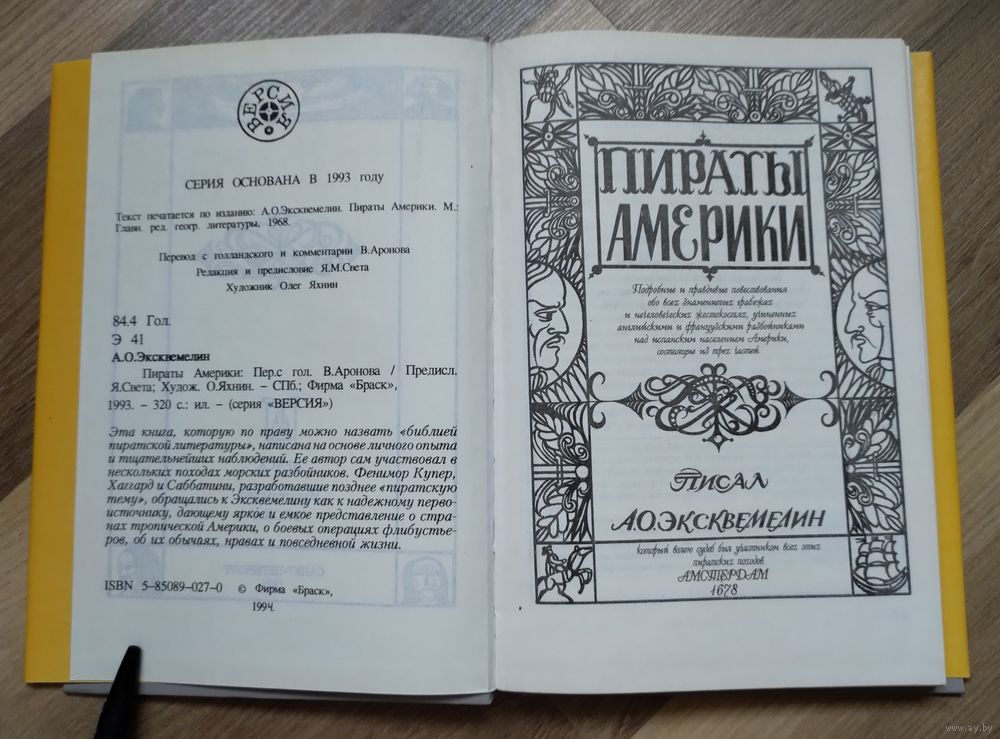 ВЕРСИЯ
СЕРИЯ ОСНОВАНА В 1993 году
Текст печатается по изданию: А.О.Эксквемелин. Пираты Америки. М.:
Главн. ред. геогр. литературы, 1968.
Перевод с голландского и комментарии В.Аронова
Редакция и предисловие Я.М.Света
Художник Олег Яхнин
84.4 Гол.
Э 41
А.О.Эксквемелин
Пираты Америки: Пер.с гол. В.Аронова / Предисл.
Я.Света; Худож. О.Яхнин. – СПб.; Фирма «Браск»,
1993. – 320 с.: ил. – (серия «ВЕРСИЯ»)
Эта книга, которую по праву можно назвать «библией
пиратской литературы», написана на основе личного опыта
и тщательнейших наблюдений. Ее автор сам участвовал в
нескольких походах морских разбойников. Фенимор Купер,
Хаггард и Саббатини, разработавшие позднее «пиратскую
тему», обращались к Эксквемелину как к надежному перво-
источнику, дающему яркое и емкое представление о стра-
нах тропической Америки, о боевых операциях флибустье-
ров, об их обычаях, нравах и повседневной жизни.
ISBN 5-85089-027-0 © Фирма «Браск»,
1994.
ПИРАТЫ
АМЕРИКИ
Подробные и правдивые повествования
обо всех знаменитых грабежах
и нечеловеческих жестокостях, учиненных
английскими и французскими разбойниками
над испанским населением Америки,
состоящие из трех частей
ПИСАЛ
А.О.ЭКСКВЕМЕЛИН
который волею судеб был участником всех этих
пиратских походов
АМСТЕРДАМ
1678
www.ay.by